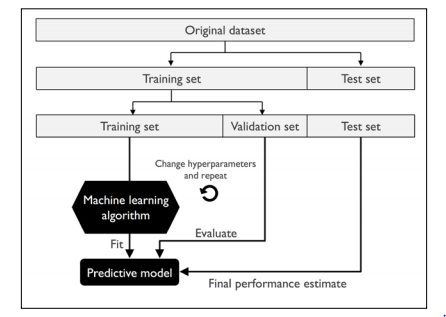 Original dataset
Training set
Test set
Training set
Validation set
Test set
Change hyperparameters
and repeat
Machine learning
algorithm
Fit
Evaluate
Predictive model
Final performance estimate